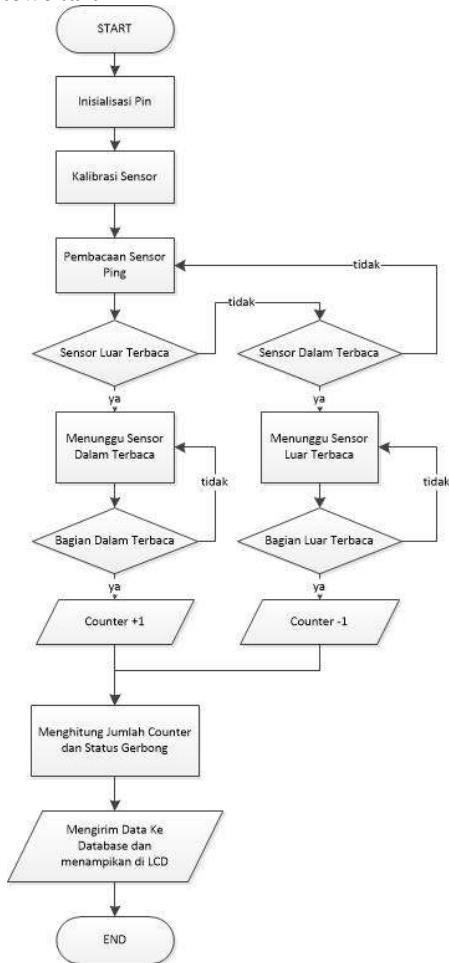 START
Inisialisasi Pin
Kalibrasi Sensor
Pembacaan Sensor
Ping
tidak
tidak
Sensor Luar Terbaca
Sensor Dalam Terbaca
ya
ya
Menunggu Sensor
Dalam Terbaca
Menunggu Sensor
Luar Terbaca
tidak
tidak
Bagian Dalam Terbaca
Bagian Luar Terbaca
ya
ya
Counter +1
Counter -1
Menghitung Jumlah Counter
dan Status Gerbong
Mengirim Data Ke
Database dan
menampikan di LCD
END